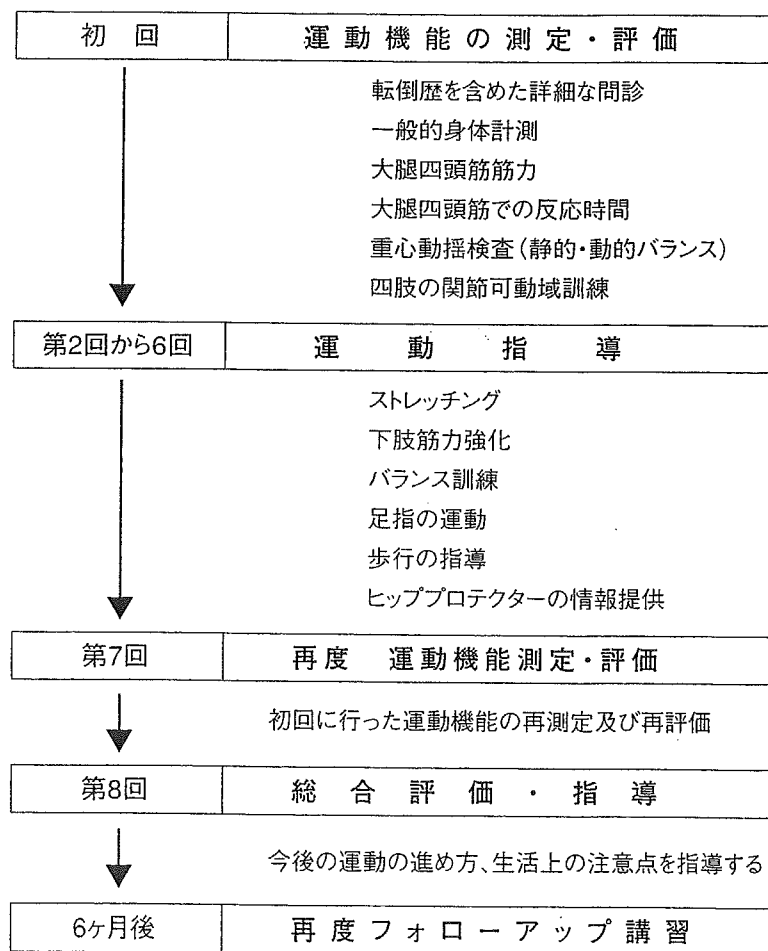 初 回 運 動 機 能 の 測 定 ・ 評 価
転倒歴を含めた詳細な問診
一般的身体計測
大腿四頭筋筋力
大腿四頭筋での反応時間
重心動揺検査(静的・動的バランス)
四肢の関節可動域訓練
第2回から6回 運 動 指 導
ストレッチング
下肢筋力強化
バランス訓練
足指の運動
歩行の指導
ヒッププロテクターの情報提供
第7回 再度 運動機能測定・評価
初回に行った運動機能の再測定及び再評価
第8回 総 合 評 価 ・ 指 導
今後の運動の進め方、生活上の注意点を指導する
6ヶ月後 再 度 フ ォ ロ ー ア ッ プ 講 習